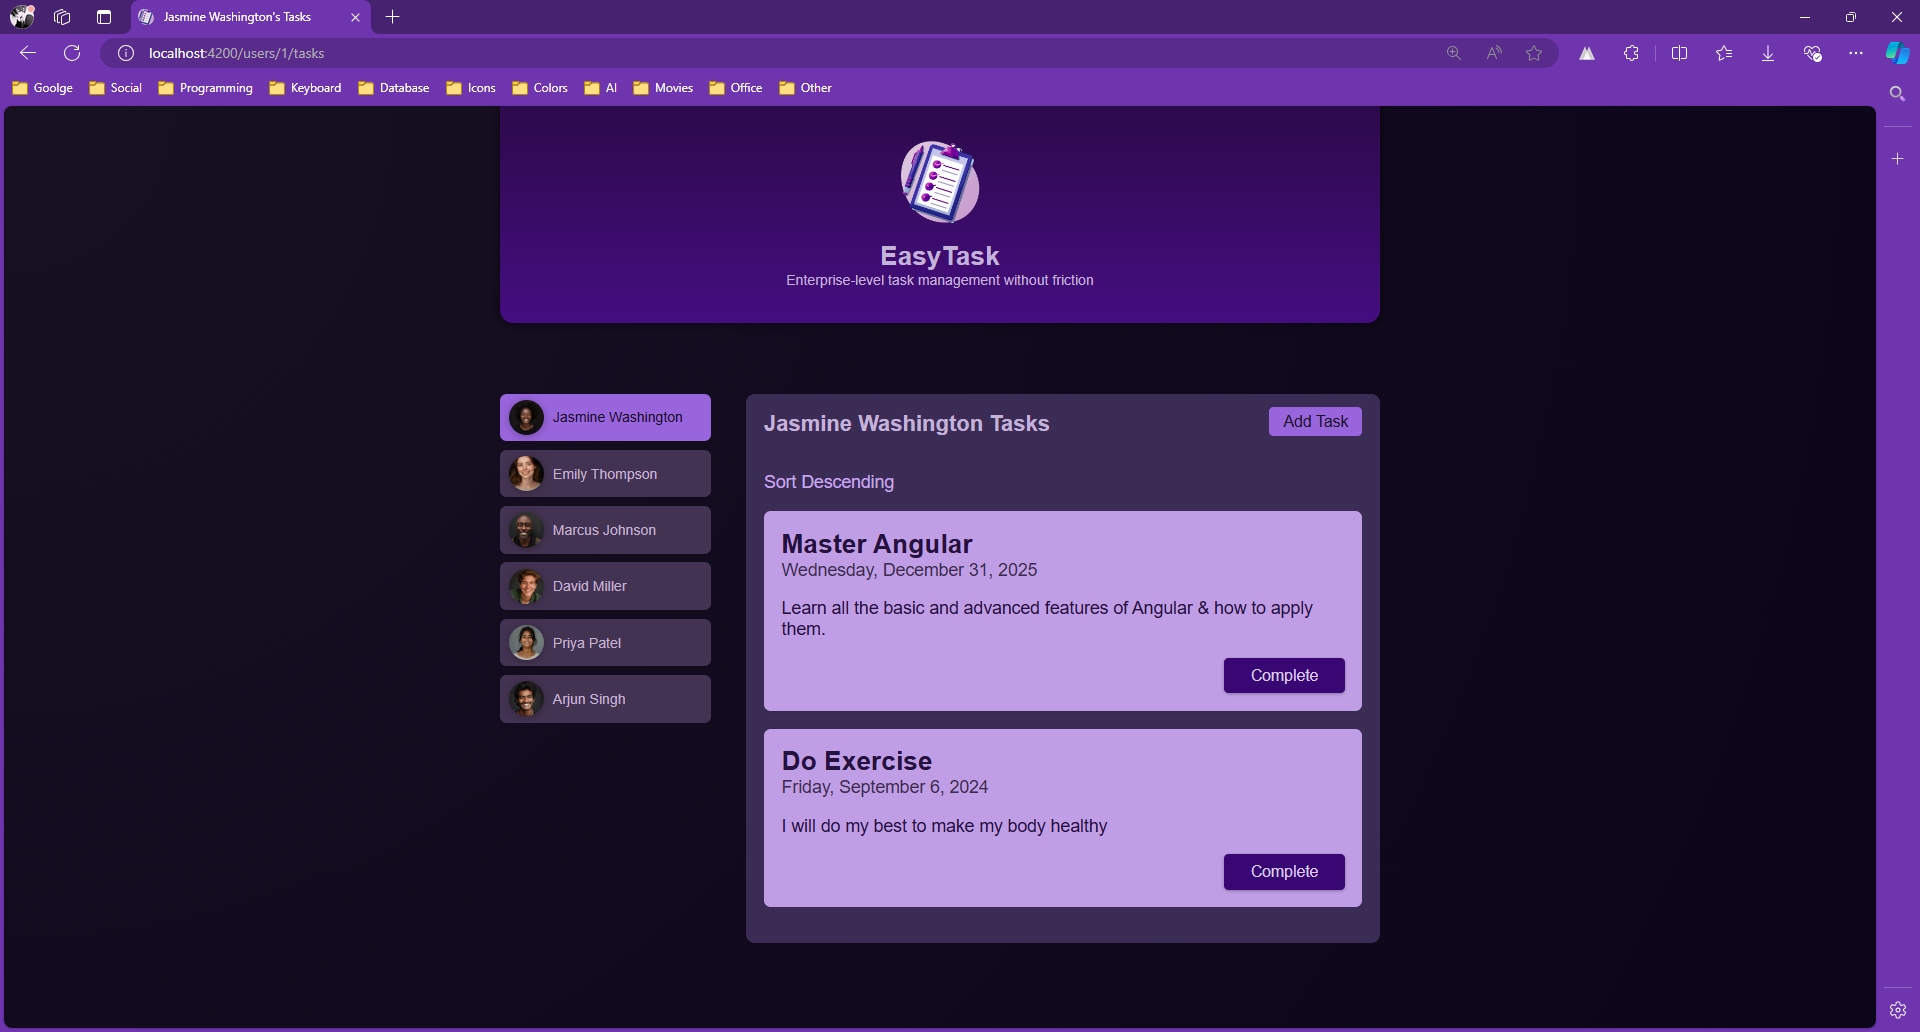 Jasmine Washington's Tasks
localhost:4200/users/1/tasks
Goolge Social Programming Keyboard Database Icons Colors AI Movies Office Other
EasyTask
Enterprise-level task management without friction
Jasmine Washington
Emily Thompson
Marcus Johnson
David Miller
Priya Patel
Arjun Singh
Jasmine Washington Tasks
Add Task
Sort Descending
Master Angular
Wednesday, December 31, 2025
Learn all the basic and advanced features of Angular & how to apply
them.
Complete
Do Exercise
Friday, September 6, 2024
I will do my best to make my body healthy
Complete